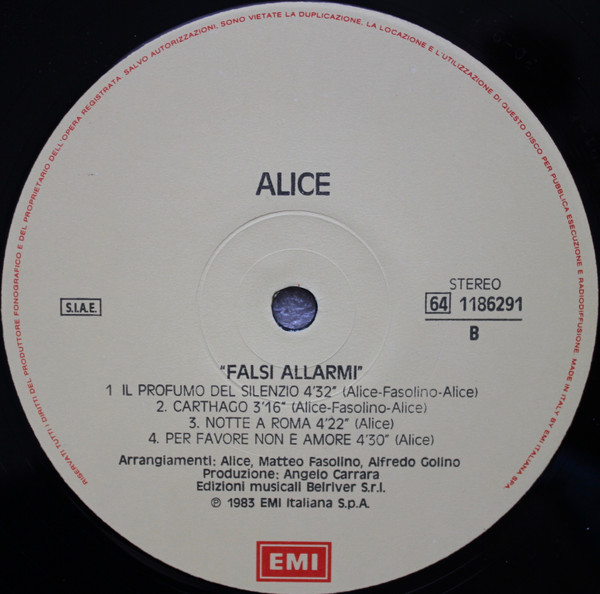 RISERVATI TUTTI I DIRITTI DEL PRODUTTORE FONOGRAFICO E DEL PROPRIETARIO DELL'OPERA REGISTRATA. SALVO AUTORIZZAZIONI, SONO VIETATE LA DUPLICAZIONE, LA LOCAZIONE E L'UTILIZZAZIONE DI QUESTO DISCO PER PUBBLICA ESECUZIONE E RADIODIFFUSIONE. MADE IN ITALY BY EMI ITALIANA SPA
ALICE
S.I.A.E.
STEREO
64 1186291
B
"FALSI ALLARMI"
1 IL PROFUMO DEL SILENZIO 4'32" (Alice-Fasolino-Alice)
2. CARTHAGO 3'16" (Alice-Fasolino-Alice)
3. NOTTE A ROMA 4'22" (Alice)
4. PER FAVORE NON E AMORE 4'30" (Alice)
Arrangiamenti: Alice, Matteo Fasolino, Alfredo Golino
Produzione: Angelo Carrara
Edizioni musicali Belriver S.r.l.
℗ 1983 EMI Italiana S.p.A.
EMI